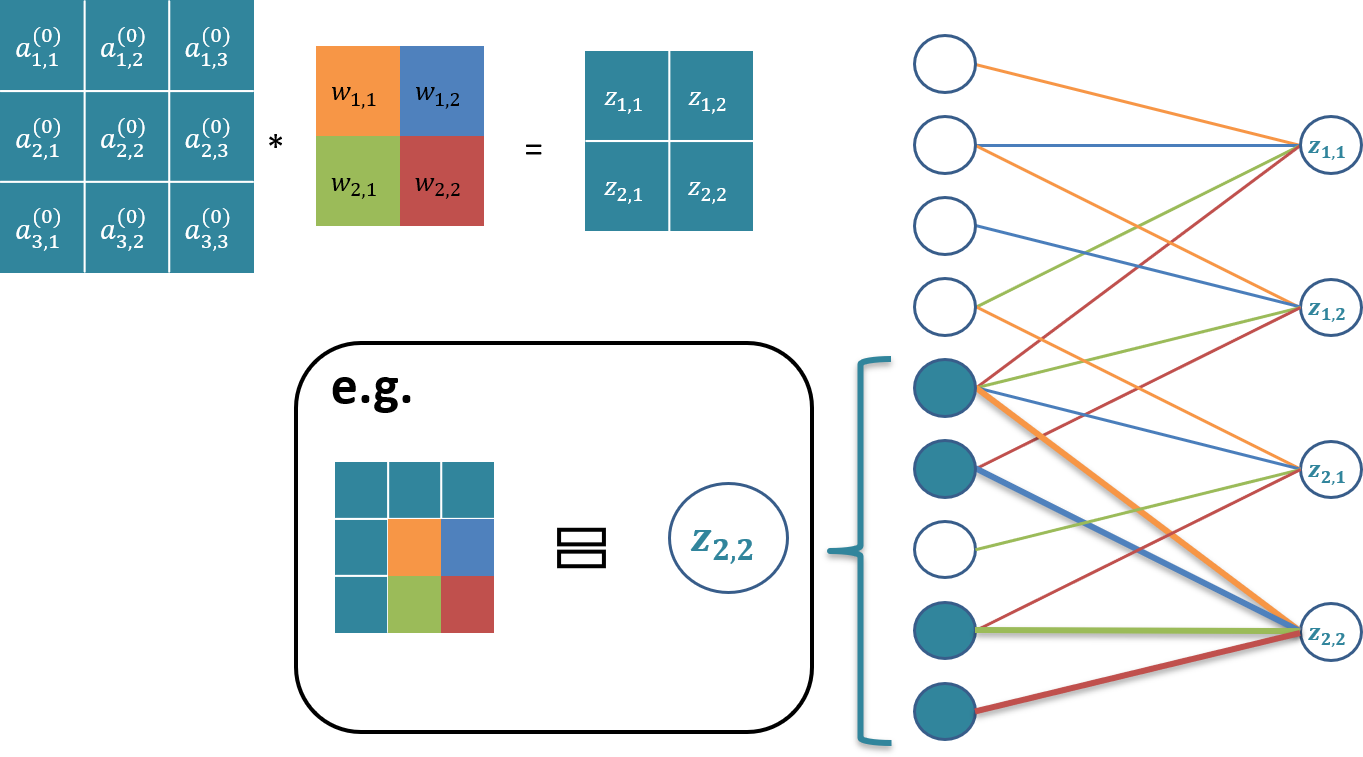 a_{1,1}^{(0)} a_{1,2}^{(0)} a_{1,3}^{(0)}
a_{2,1}^{(0)} a_{2,2}^{(0)} a_{2,3}^{(0)}
a_{3,1}^{(0)} a_{3,2}^{(0)} a_{3,3}^{(0)}
*
w_{1,1} w_{1,2}
w_{2,1} w_{2,2}
=
z_{1,1} z_{1,2}
z_{2,1} z_{2,2}
e.g.
=
z_{2,2}
z_{1,1}
z_{1,2}
z_{2,1}
z_{2,2}